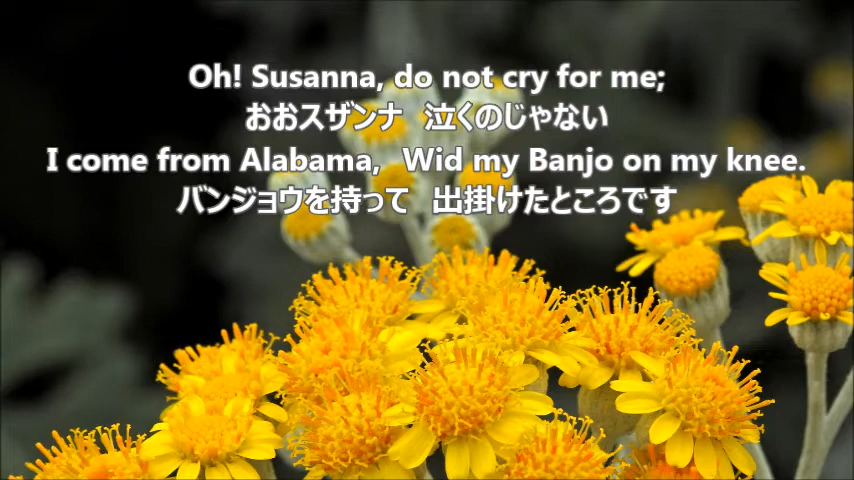 Oh! Susanna, do not cry for me;
おおスザンナ　泣くのじゃない
I come from Alabama,  Wid my Banjo on my knee.
バンジョウを持って　出掛けたところです